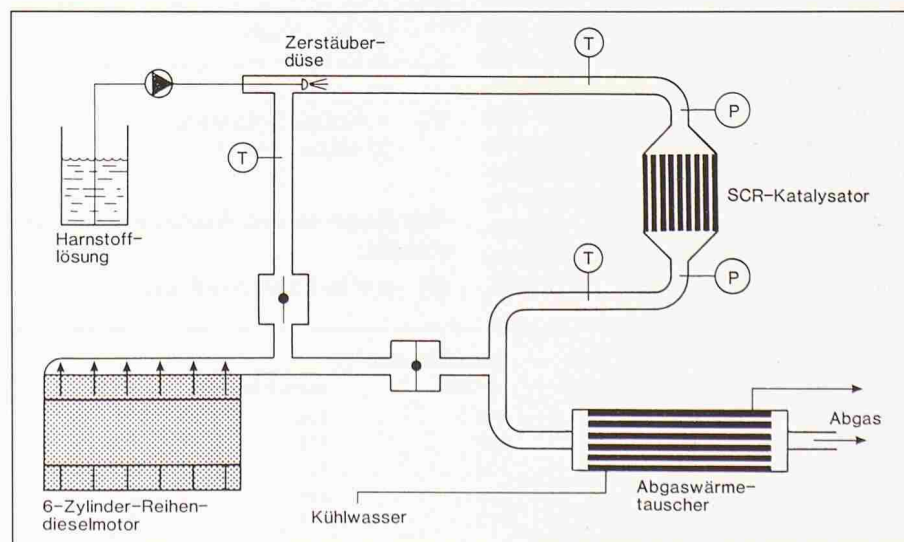 Zerstäuber-
düse
T
P
T
SCR-Katalysator
Harnstoff-
lösung
T
P
Abgas
6-Zylinder-Reihen-
dieselmotor
Kühlwasser
Abgaswärme-
tauscher